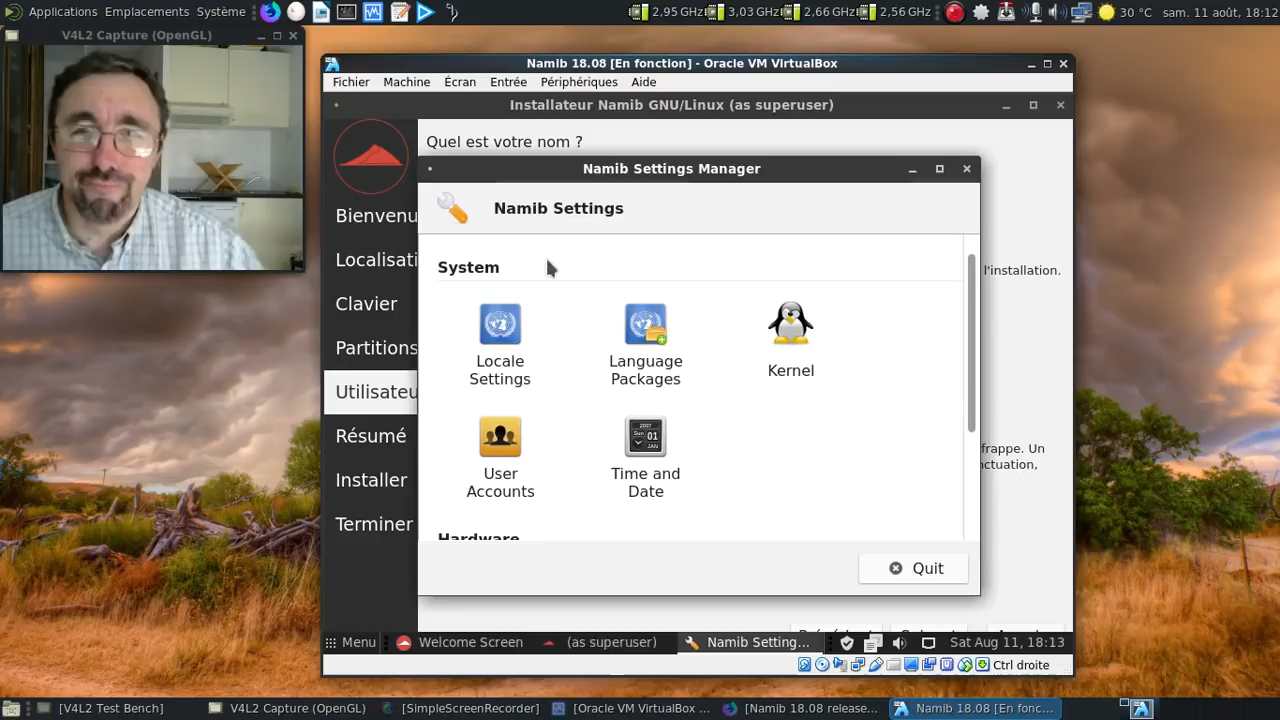 Applications Emplacements Système
2,95 GHz 3,03 GHz 2,66 GHz 2,56 GHz 30 °C sam. 11 août, 18:12
V4L2 Capture (OpenGL)
Namib 18.08 [En fonction] - Oracle VM VirtualBox
Fichier Machine Écran Entrée Périphériques Aide
Installateur Namib GNU/Linux (as superuser)
Quel est votre nom ?
Namib Settings Manager
Namib Settings
Bienvenu
Localisati
Clavier
Partitions
Utilisateu
Résumé
Installer
Terminer
l'installation.
frappe. Un
nctuation,
System
Locale Settings
Language Packages
Kernel
User Accounts
Time and Date
Hardware
Quit
Menu Welcome Screen (as superuser) Namib Setting... Sat Aug 11, 18:13
Ctrl droite
[V4L2 Test Bench] V4L2 Capture (OpenGL) [SimpleScreenRecorder] [Oracle VM VirtualBox ... [Namib 18.08 release... Namib 18.08 [En fonc...